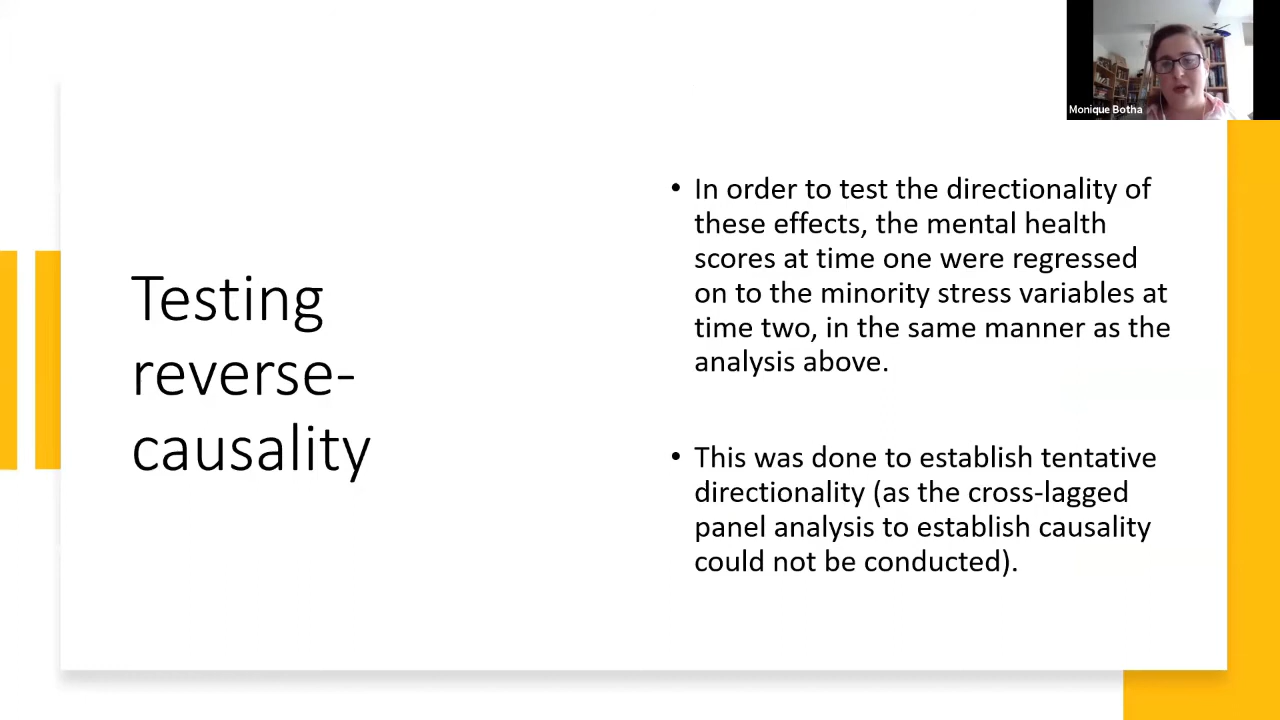 Monique Botha
Testing
reverse-
causality
• In order to test the directionality of
these effects, the mental health
scores at time one were regressed
on to the minority stress variables at
time two, in the same manner as the
analysis above.
• This was done to establish tentative
directionality (as the cross-lagged
panel analysis to establish causality
could not be conducted).